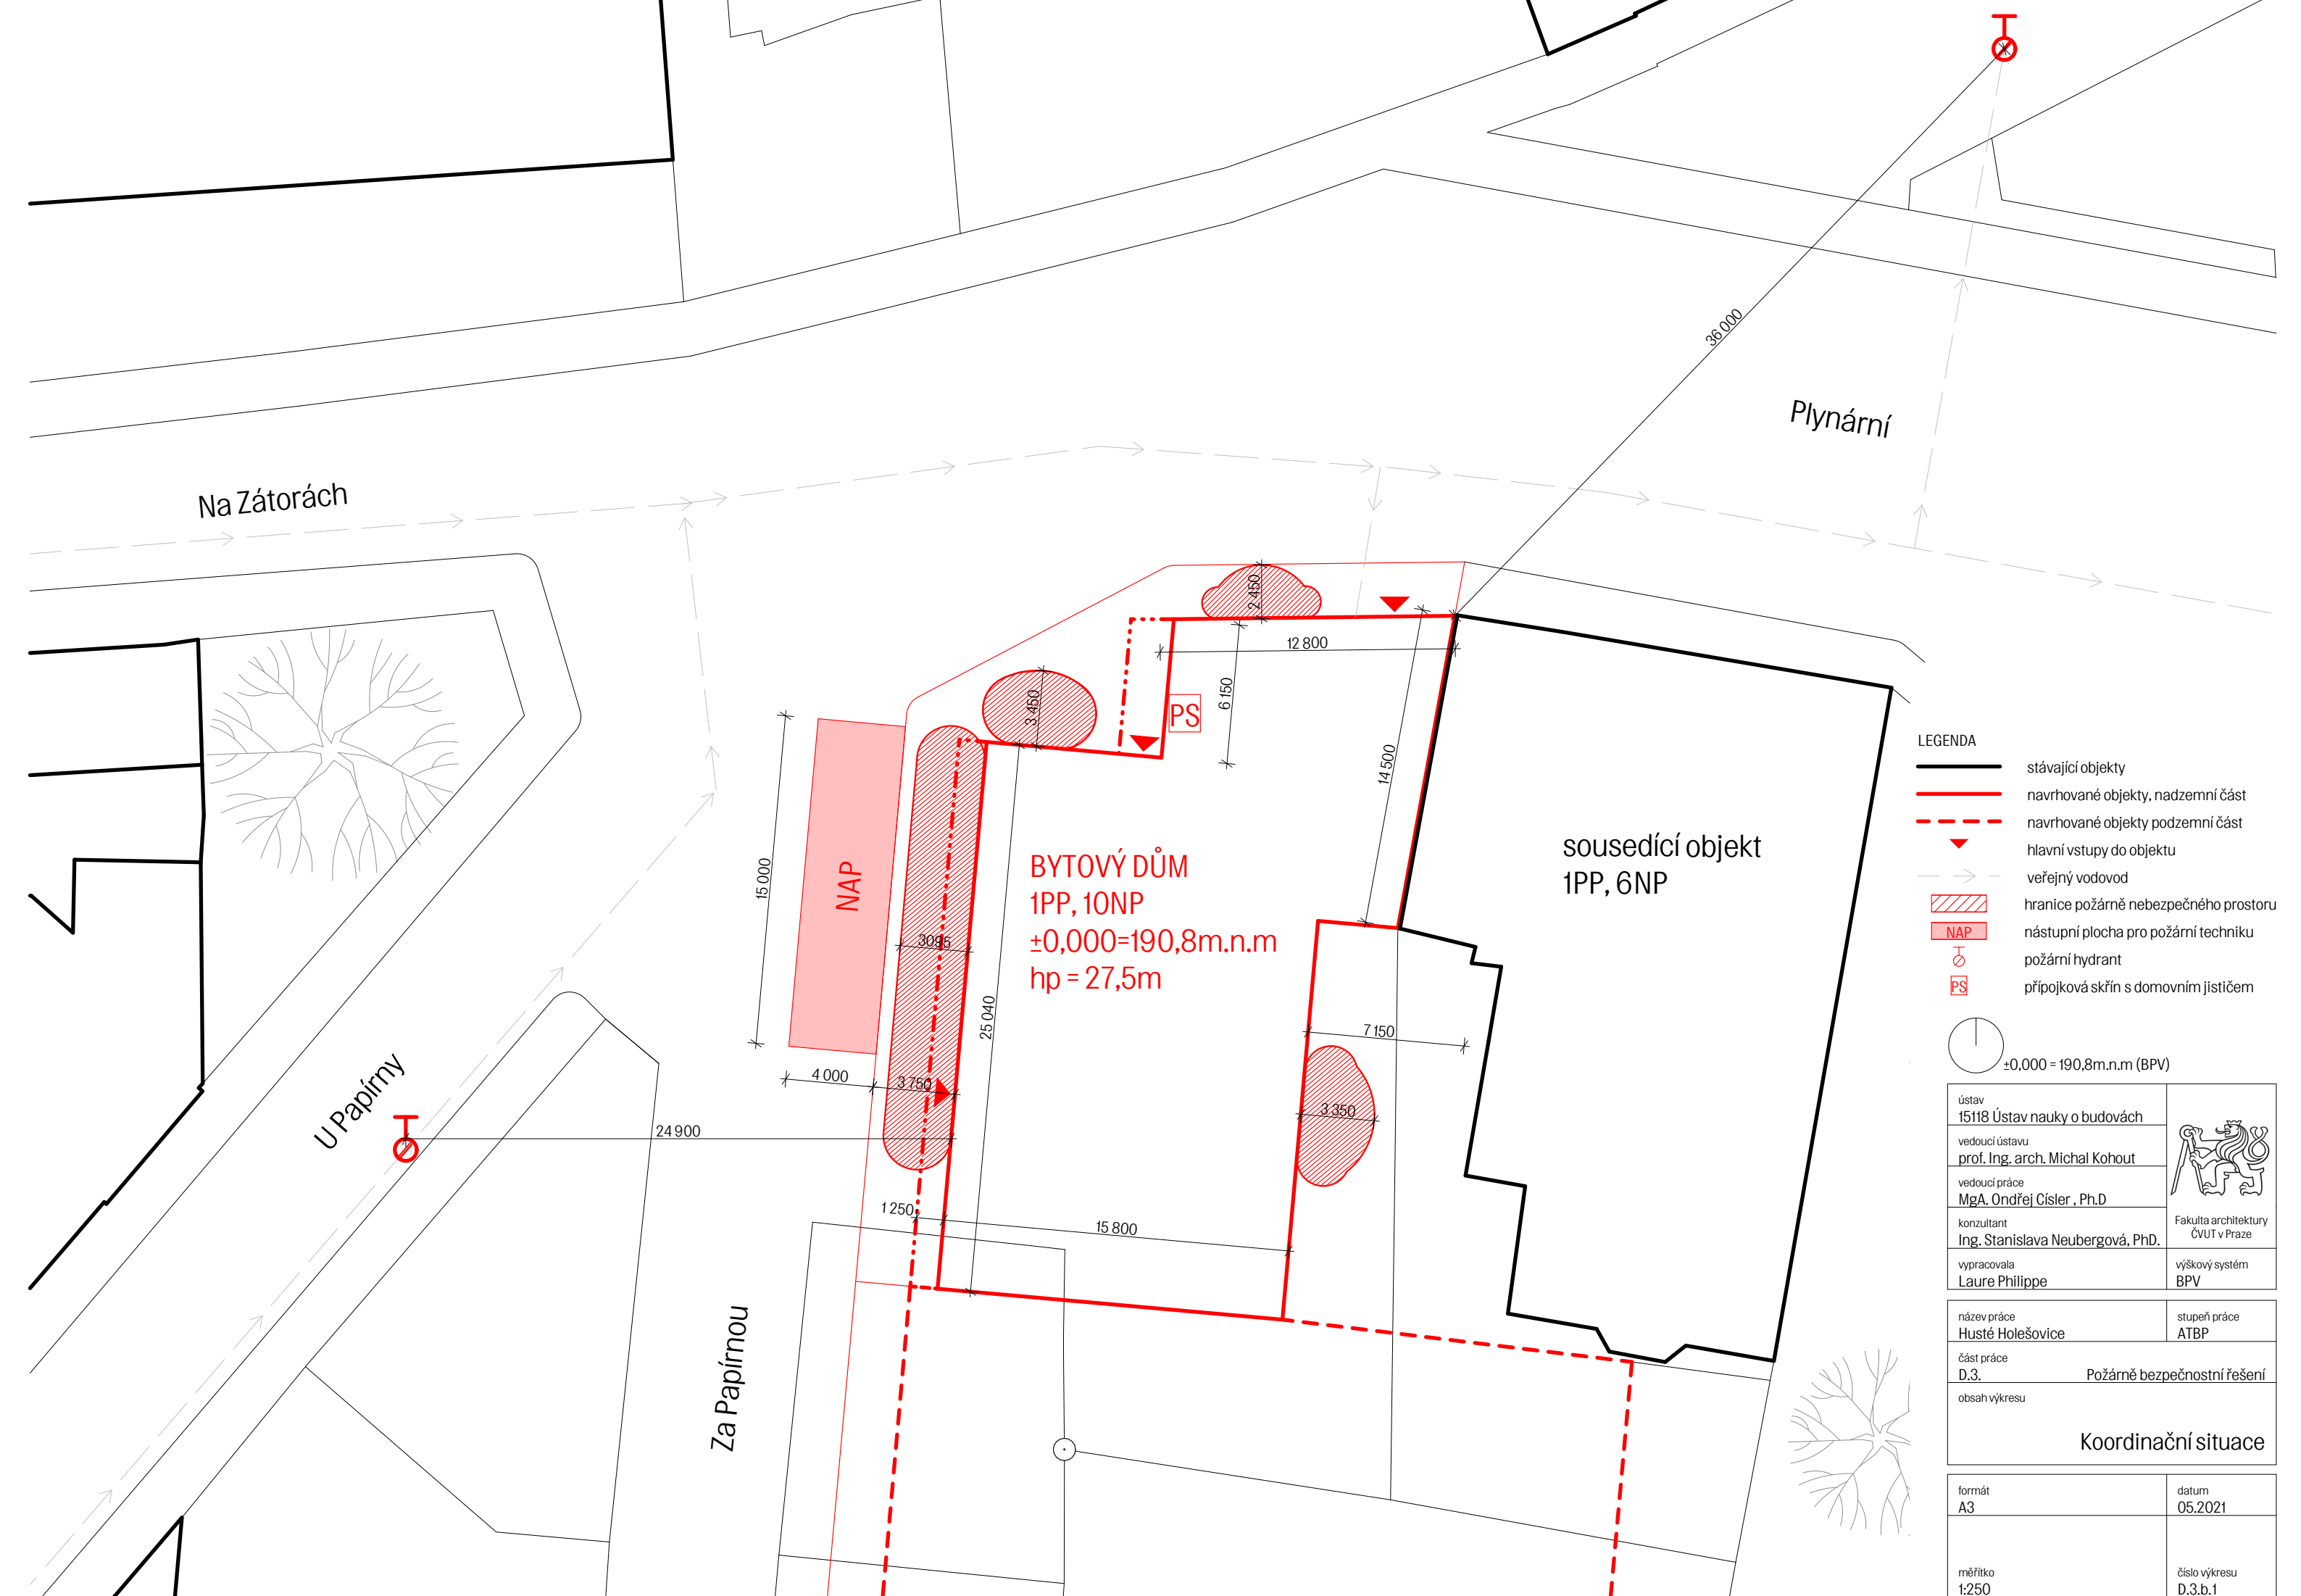 Na Zátorách
Plynární
U Papírny
Za Papírnou
36 000
2 450
12 800
3 450
6 150
PS
14 500
15 000
NAP
3095
25 040
4 000
3 750
24 900
7 150
3 350
1 250
15 800
BYTOVÝ DŮM
1PP, 10NP
±0,000=190,8m.n.m
hp = 27,5m
sousedící objekt
1PP, 6NP
LEGENDA
stávající objekty
navrhované objekty, nadzemní část
navrhované objekty podzemní část
hlavní vstupy do objektu
veřejný vodovod
hranice požárně nebezpečného prostoru
NAP nástupní plocha pro požární techniku
požární hydrant
PS přípojková skřín s domovním jističem
±0,000 = 190,8m.n.m (BPV)
ústav
15118 Ústav nauky o budovách
vedoucí ústavu
prof. Ing. arch. Michal Kohout
vedoucí práce
MgA. Ondřej Císler , Ph.D
konzultant
Ing. Stanislava Neubergová, PhD.
Fakulta architektury
ČVUT v Praze
vypracovala
Laure Philippe
výškový systém
BPV
název práce
Husté Holešovice
stupeň práce
ATBP
část práce
D.3. Požárně bezpečnostní řešení
obsah výkresu
Koordinační situace
formát
A3
datum
05.2021
měřítko
1:250
číslo výkresu
D.3.b.1